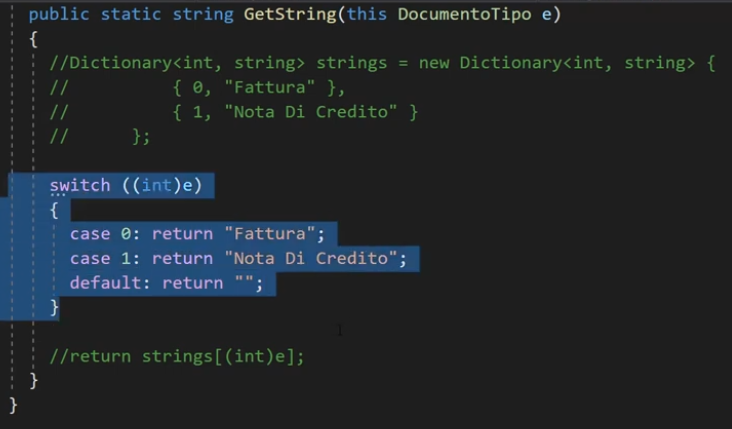 public static string GetString(this DocumentoTipo e)
{
//Dictionary<int, string> strings = new Dictionary<int, string> {
// { 0, "Fattura" },
// { 1, "Nota Di Credito" }
// };
switch ((int)e)
{
case 0: return "Fattura";
case 1: return "Nota Di Credito";
default: return "";
}
//return strings[(int)e];
}
}